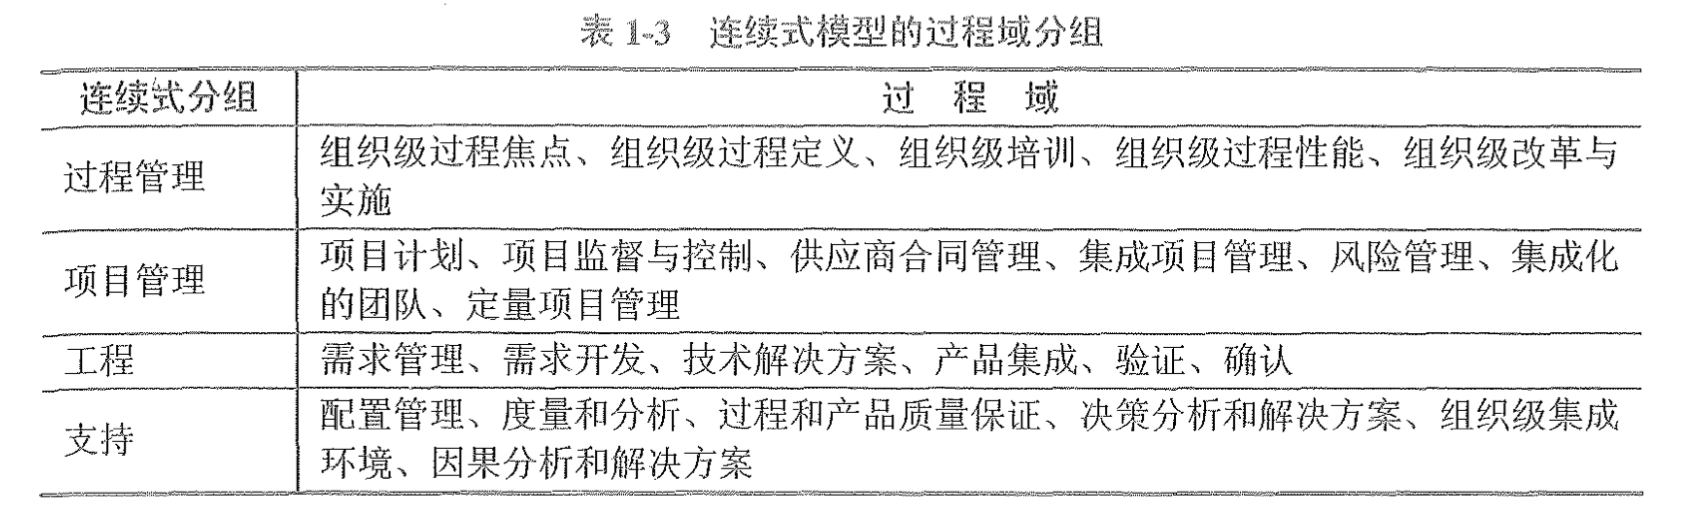 表 1-3 连续式模型的过程域分组
连续式分组 过 程 域
过程管理
组织级过程焦点、组织级过程定义、组织级培训、组织级过程性能、组织级改革与
实施
项目管理
项目计划、项目监督与控制、供应商合同管理、集成项目管理、风险管理、集成化
的团队、定量项目管理
工程 需求管理、需求开发、技术解决方案、产品集成、验证、确认
支持
配置管理、度量和分析、过程和产品质量保证、决策分析和解决方案、组织级集成
环境、因果分析和解决方案